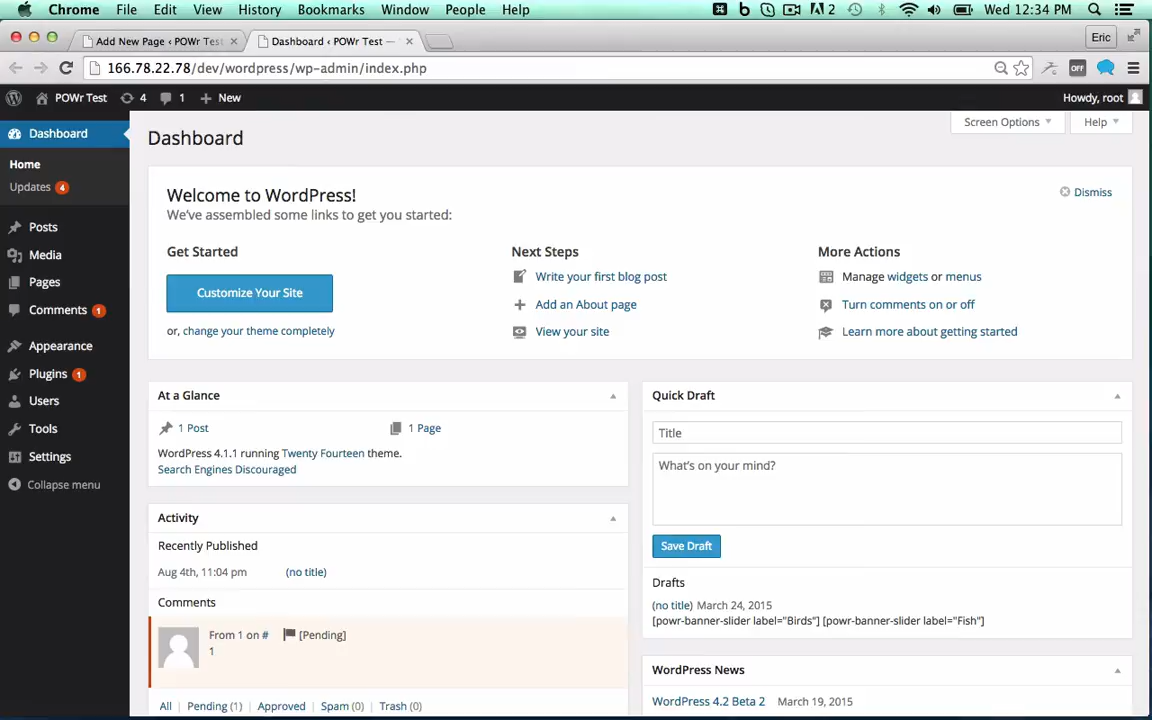 Chrome File Edit View History Bookmarks Window People Help 2 Wed 12:34 PM
Add New Page ‹ POWr Test × Dashboard ‹ POWr Test — × Eric
166.78.22.78/dev/wordpress/wp-admin/index.php OFF
POWr Test 4 1 + New Howdy, root
Dashboard
Home
Updates 4
Posts
Media
Pages
Comments 1
Appearance
Plugins 1
Users
Tools
Settings
Collapse menu
Dashboard
Screen Options Help
Welcome to WordPress!
Dismiss
We've assembled some links to get you started:
Get Started
Customize Your Site
or, change your theme completely
Next Steps
Write your first blog post
Add an About page
View your site
More Actions
Manage widgets or menus
Turn comments on or off
Learn more about getting started
At a Glance
1 Post 1 Page
WordPress 4.1.1 running Twenty Fourteen theme.
Search Engines Discouraged
Activity
Recently Published
Aug 4th, 11:04 pm (no title)
Comments
From 1 on # [Pending]
1
All | Pending (1) | Approved | Spam (0) | Trash (0)
Quick Draft
Title
What's on your mind?
Save Draft
Drafts
(no title) March 24, 2015
[powr-banner-slider label="Birds"] [powr-banner-slider label="Fish"]
WordPress News
WordPress 4.2 Beta 2 March 19, 2015